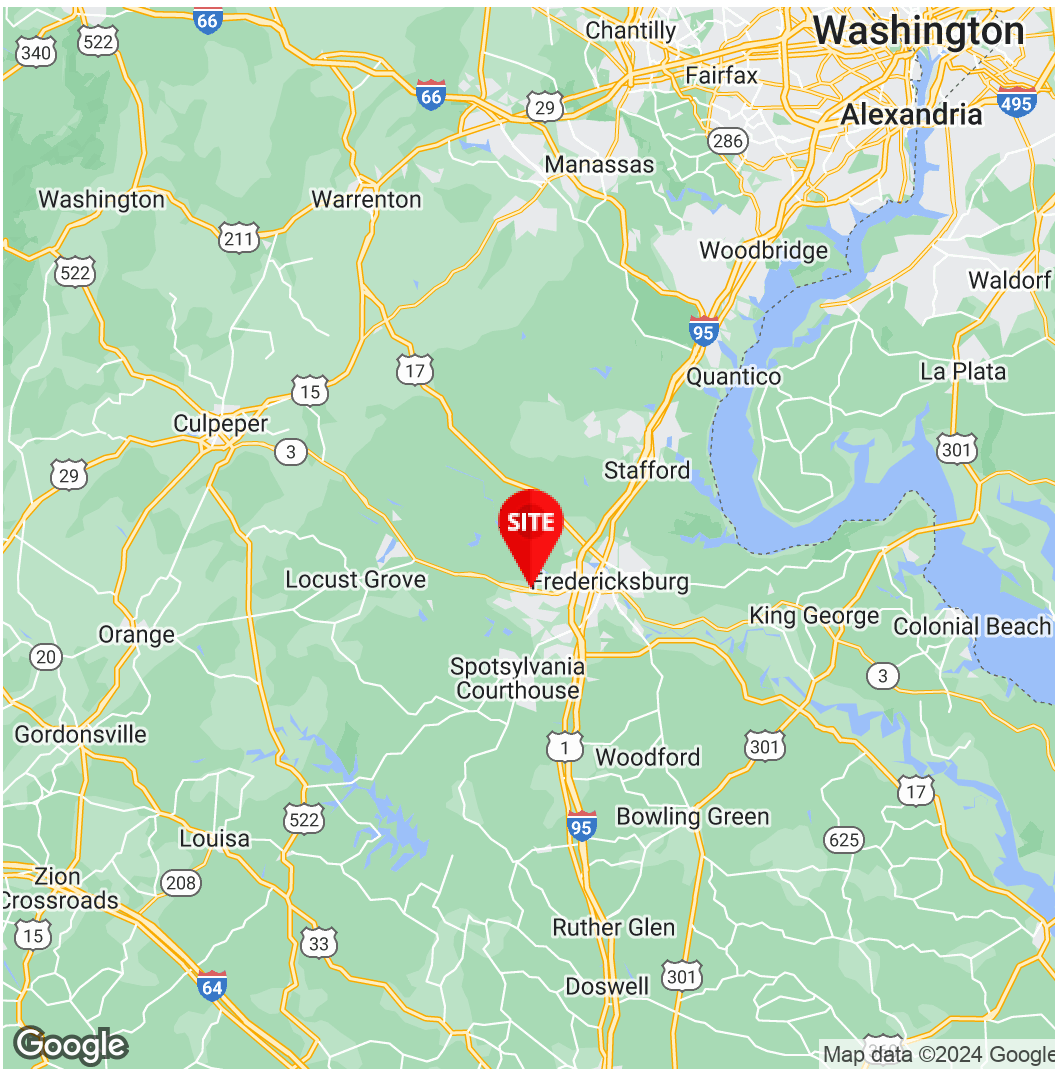 66
Chantilly
Washington
522
340
Fairfax
66
29
Alexandria
495
286
Manassas
Washington
Warrenton
211
Woodbridge
522
Waldorf
95
17
Quantico
La Plata
15
Culpeper
3
301
29
Stafford
SITE
Locust Grove
Fredericksburg
King George
Colonial Beach
Orange
20
Spotsylvania
Courthouse
3
Gordonsville
1
Woodford
301
17
522
Bowling Green
95
Louisa
625
Zion
Crossroads
208
15
Ruther Glen
33
301
Doswell
64
Google
Map data ©2024 Google